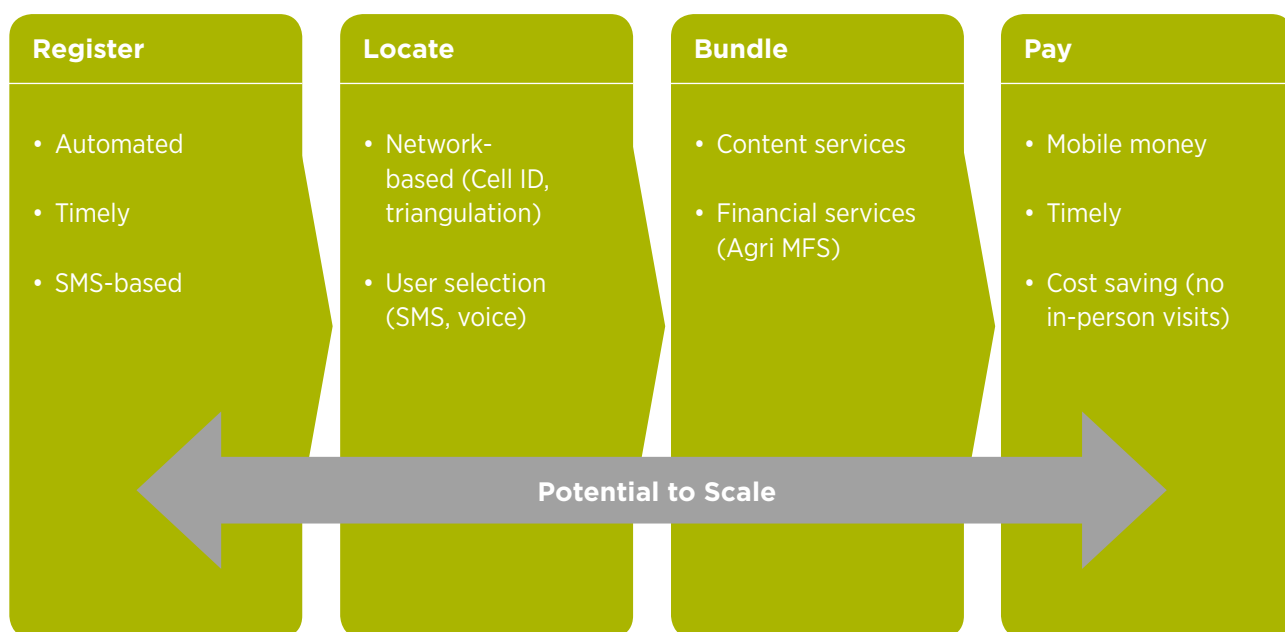 Register
• Automated
• Timely
• SMS-based
Locate
• Network-
based (Cell ID,
triangulation)
• User selection
(SMS, voice)
Bundle
• Content services
• Financial services
(Agri MFS)
Pay
• Mobile money
• Timely
• Cost saving (no
in-person visits)
Potential to Scale